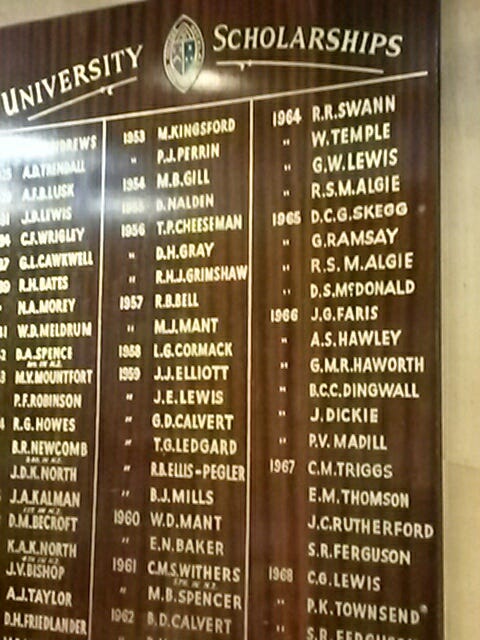 UNIVERSITY SCHOLARSHIPS
A.D.TRENDALL
A.F.B.LUSK
J.D.LEWIS
C.F.WRIGLEY
G.L.CAWKWELL
R.H.BATES
N.A.MOREY
W.D.MELDRUM
D.A.SPENCE
M.V.MOUNTFORT
P.F.ROBINSON
R.G.HOWES
B.R.NEWCOMB
J.D.K.NORTH
J.A.KALMAN
D.M.BECROFT
K.A.K.NORTH
J.V.BISHOP
A.J.TAYLOR
D.H.FRIEDLANDER
1953 M.KINGSFORD
" P.J.PERRIN
1954 M.B.GILL
D.NALDEN
1956 T.P.CHEESEMAN
" D.H.GRAY
" R.H.J.GRIMSHAW
1957 R.B.BELL
" M.J.MANT
1958 L.G.CORMACK
1959 J.J.ELLIOTT
" J.E.LEWIS
" G.D.CALVERT
" T.G.LEDGARD
" R.B.ELLIS-PEGLER
" B.J.MILLS
1960 W.D.MANT
" E.N.BAKER
1961 C.M.S.WITHERS
" M.B.SPENCER
1962 B.D.CALVERT
1964 R.R.SWANN
" W.TEMPLE
" G.W.LEWIS
" R.S.M.ALGIE
1965 D.C.G.SKEGG
" G.RAMSAY
" R.S.M.ALGIE
" D.S.McDONALD
1966 J.G.FARIS
" A.S.HAWLEY
" G.M.R.HAWORTH
" B.C.C.DINGWALL
" J.DICKIE
" P.V.MADILL
1967 C.M.TRIGGS
E.M.THOMSON
J.C.RUTHERFORD
S.R.FERGUSON
1968 C.G.LEWIS
" P.K.TOWNSEND